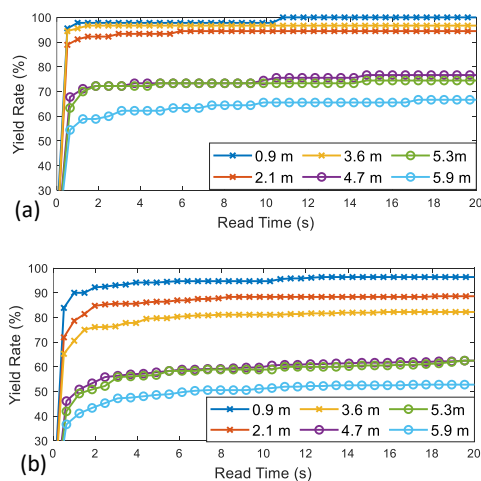 100
90
80
70
60
50
40
30
Yield Rate (%)
0 2 4 6 8 10 12 14 16 18 20
Read Time (s)
0.9 m 3.6 m 5.3m
2.1 m 4.7 m 5.9 m
(a)
100
90
80
70
60
50
40
30
Yield Rate (%)
0 2 4 6 8 10 12 14 16 18 20
Read Time (s)
0.9 m 3.6 m 5.3m
2.1 m 4.7 m 5.9 m
(b)